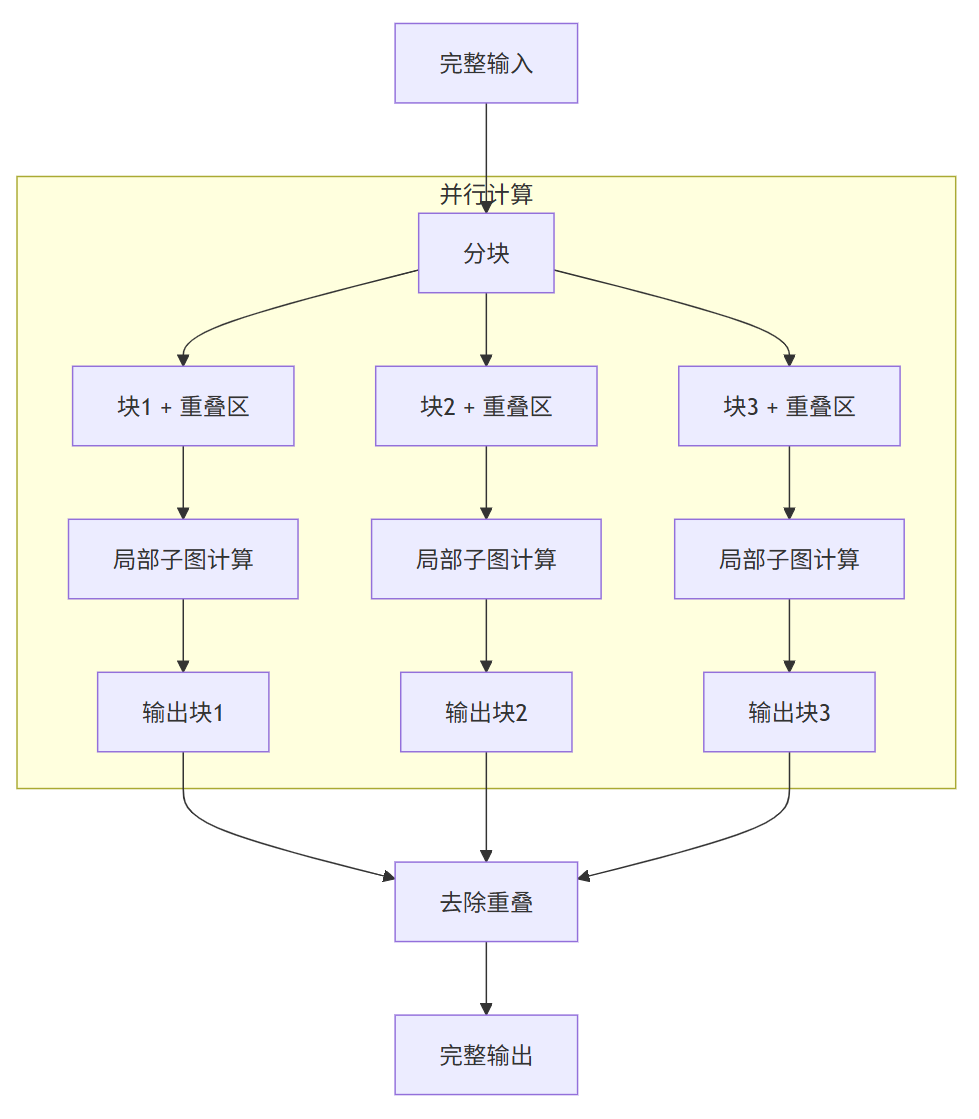 完整输入
并行计算
分块
块1 + 重叠区
块2 + 重叠区
块3 + 重叠区
局部子图计算
局部子图计算
局部子图计算
输出块1
输出块2
输出块3
去除重叠
完整输出